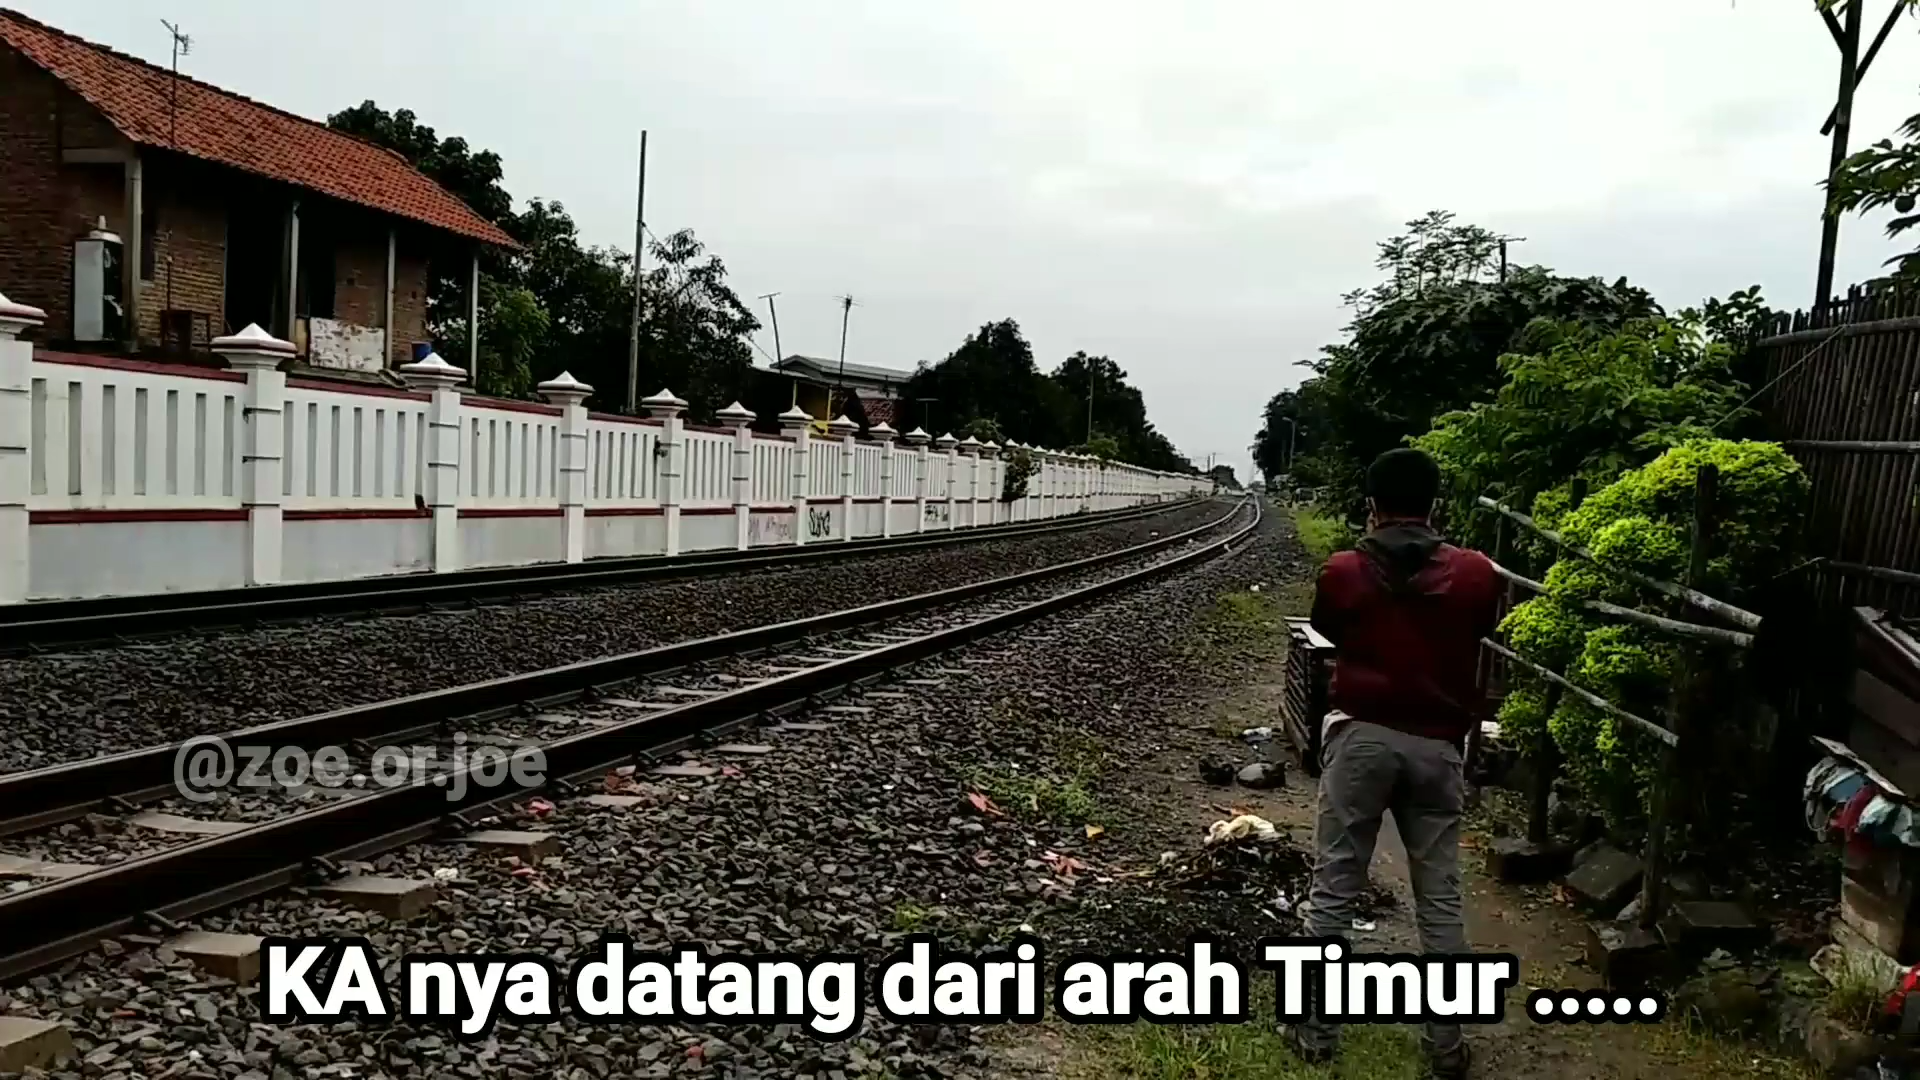 @zoe.or.joe
KA nya datang dari arah Timur .....